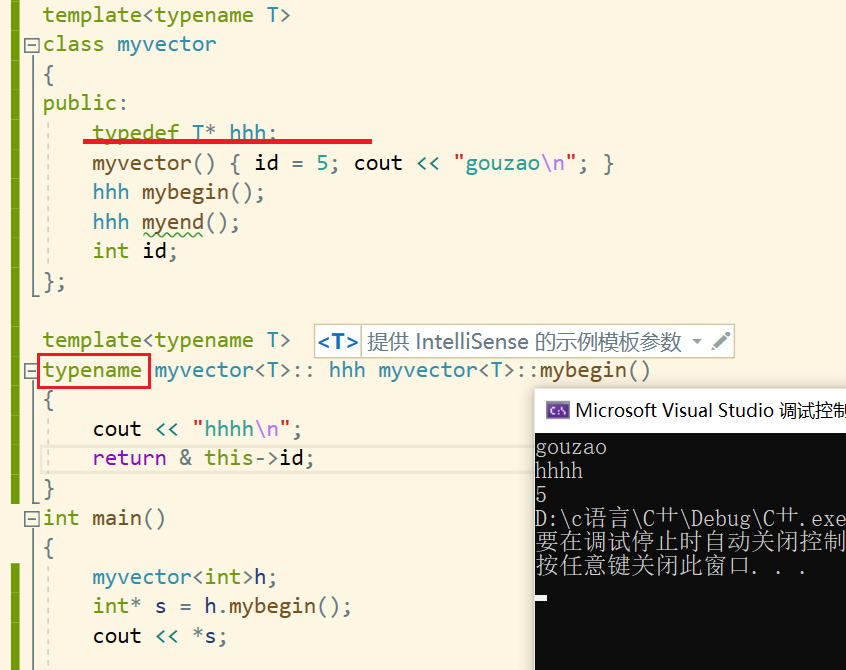 template<typename T>
class myvector
{
public:
typedef T* hhh;
myvector() { id = 5; cout << "gouzao\n"; }
hhh mybegin();
hhh myend();
int id;
};
template<typename T>
<T> 提供 IntelliSense 的示例模板参数
typename myvector<T>:: hhh myvector<T>::mybegin()
{
cout << "hhhh\n";
return & this->id;
}
int main()
{
myvector<int>h;
int* s = h.mybegin();
cout << *s;
Microsoft Visual Studio 调试控制
gouzao
hhhh
5
D:\c语言\C艹\Debug\C艹.exe
要在调试停止时自动关闭控制
按任意键关闭此窗口. . .